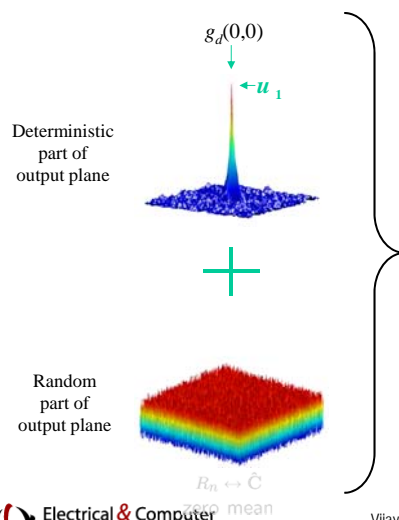 g_d(0,0)
u_1
Deterministic
part of
output plane
Random
part of
output plane
R_n ↔ Ĉ
zero mean
Electrical & Computer
Vijay